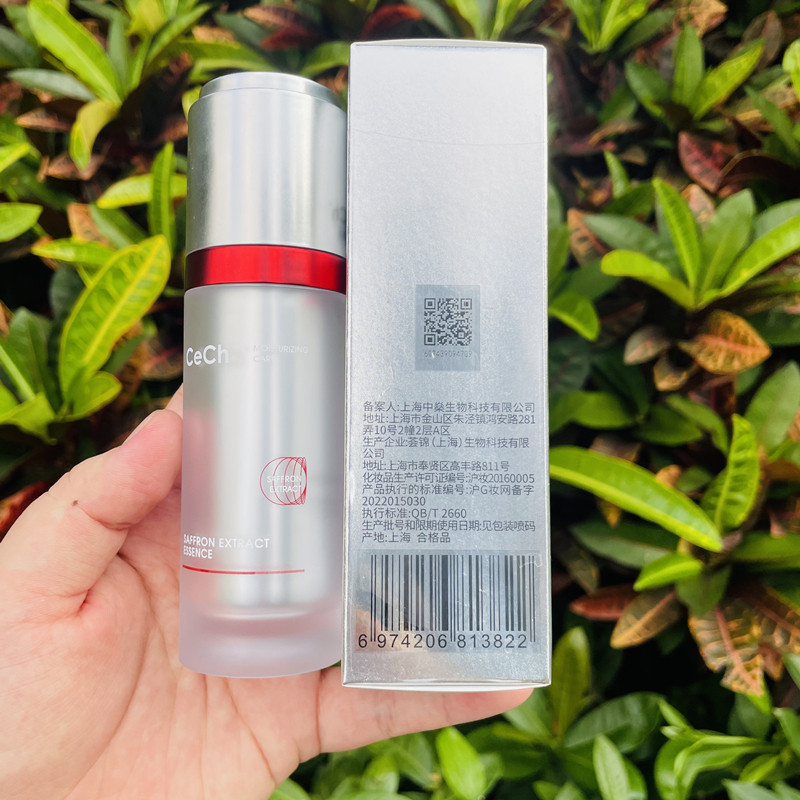 CeCh
SAFFRON
EXTRACT
SAFFRON EXTRACT
ESSENCE
备案人:上海中燊生物科技有限公司
地址:上海市金山区朱泾镇鸿安路281
弄10号2幢2层A区
生产企业:荟锦(上海)生物科技有限
公司
地址:上海市奉贤区高丰路811号
化妆品生产许可证编号:沪妆20160005
产品执行的标准编号:沪G妆网备字
2022015030
执行标准:QB/T 2660
生产批号和限期使用日期:见包装喷码
产地:上海 合格品
6 974206 813822